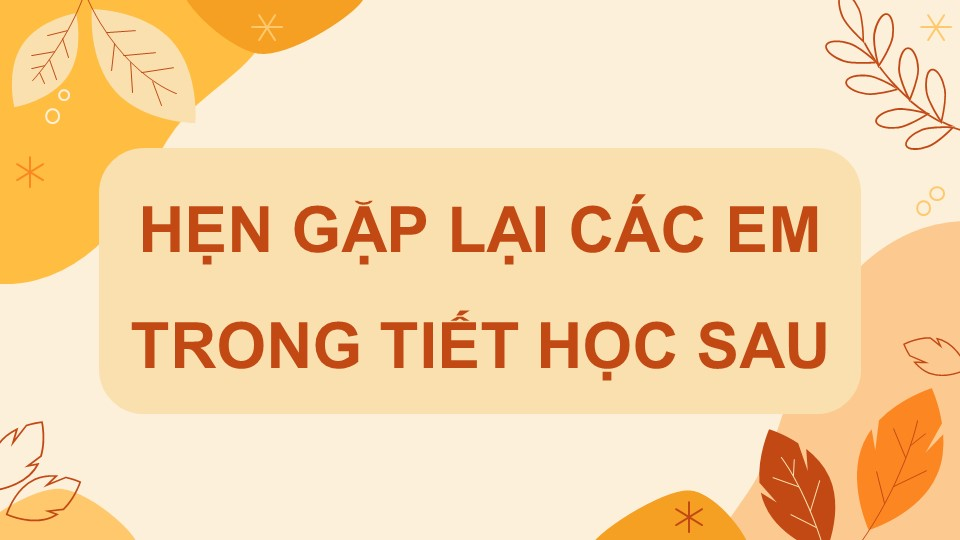 HẸN GẶP LẠI CÁC EM
TRONG TIẾT HỌC SAU